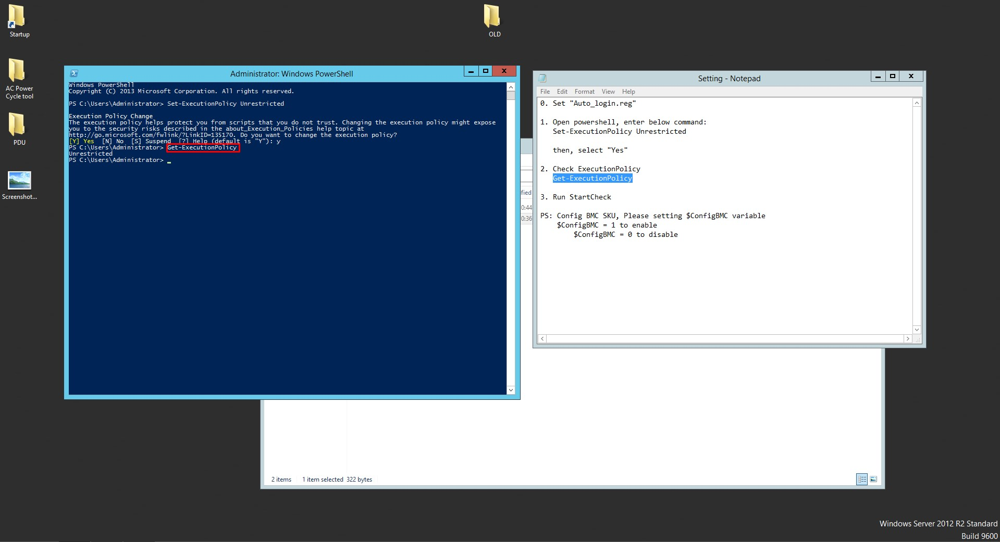 Startup
OLD
AC Power
Cycle tool
PDU
Screenshot...
Administrator: Windows PowerShell
Windows PowerShell
Copyright (C) 2013 Microsoft Corporation. All rights reserved.
PS C:\Users\Administrator> Set-ExecutionPolicy Unrestricted
Execution Policy Change
The execution policy helps protect you from scripts that you do not trust. Changing the execution policy might expose
you to the security risks described in the about_Execution_Policies help topic at
http://go.microsoft.com/fwlink/?LinkID=135170. Do you want to change the execution policy?
[Y] Yes  [N] No  [S] Suspend  [?] Help (default is "Y"): y
PS C:\Users\Administrator> Get-ExecutionPolicy
Unrestricted
PS C:\Users\Administrator> _
fied
0:44
0:36
Setting - Notepad
File Edit Format View Help
0. Set "Auto_login.reg"
1. Open powershell, enter below command:
Set-ExecutionPolicy Unrestricted
then, select "Yes"
2. Check ExecutionPolicy
Get-ExecutionPolicy
3. Run StartCheck
PS: Config BMC SKU, Please setting $ConfigBMC variable
$ConfigBMC = 1 to enable
$ConfigBMC = 0 to disable
2 items 1 item selected 322 bytes
Windows Server 2012 R2 Standard
Build 9600